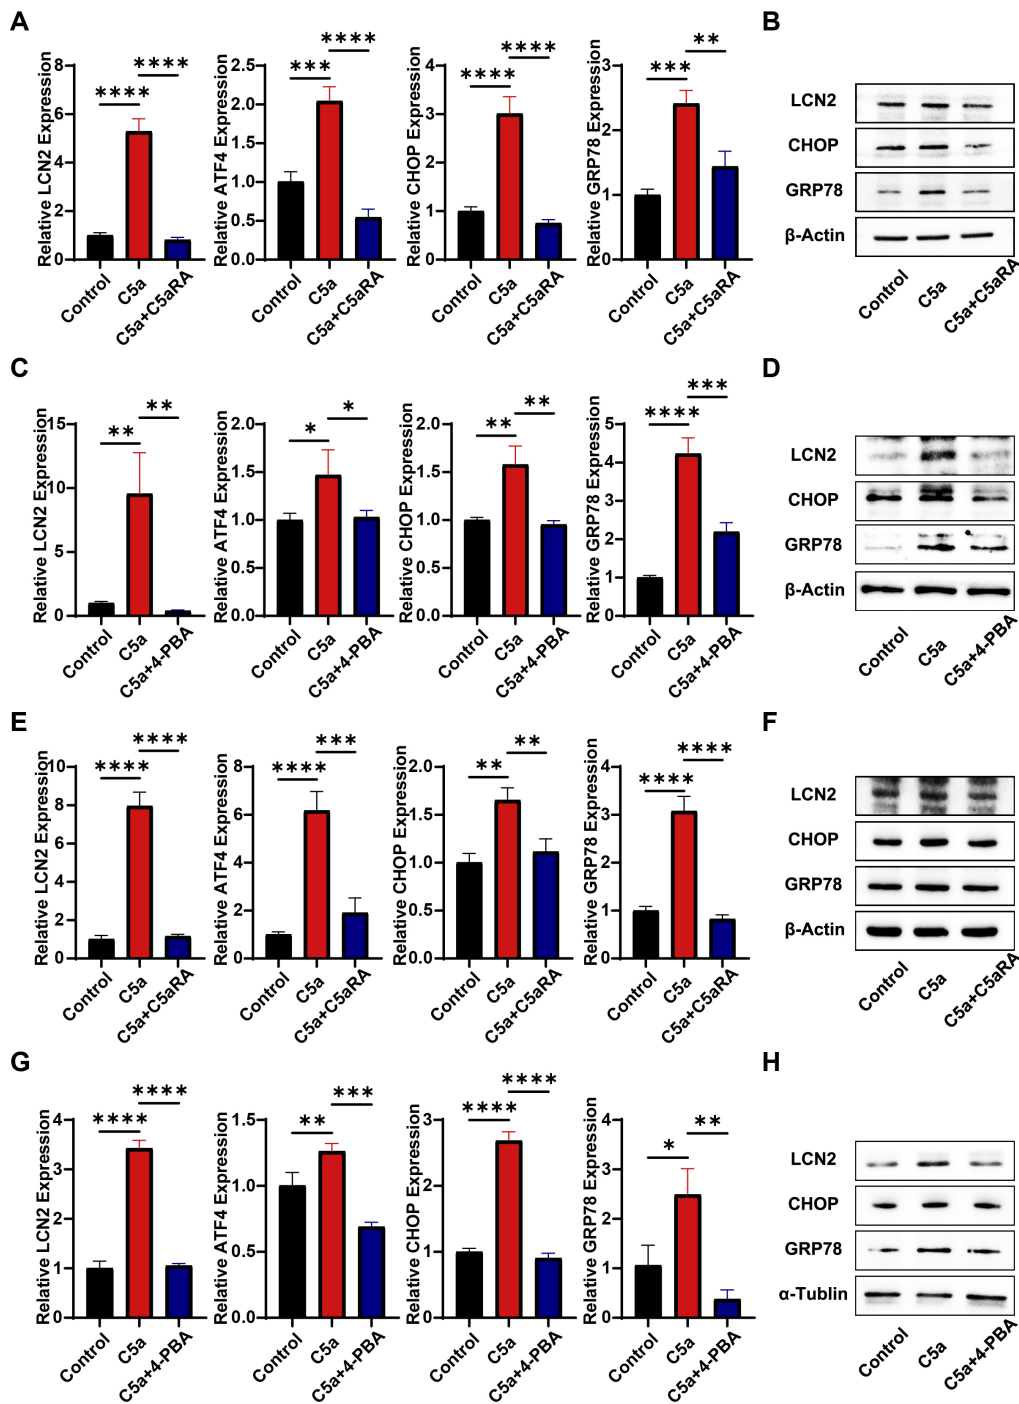 A
Relative LCN2 Expression
8
6
4
2
0
****
****
Control
C5a
C5a+C5aRA
Relative ATF4 Expression
2.5
2.0
1.5
1.0
0.5
0.0
***
****
Control
C5a
C5a+C5aRA
Relative CHOP Expression
4
3
2
1
0
****
****
Control
C5a
C5a+C5aRA
Relative GRP78 Expression
3
2
1
0
***
**
Control
C5a
C5a+C5aRA
B
LCN2
CHOP
GRP78
β-Actin
Control
C5a
C5a+C5aRA
C
Relative LCN2 Expression
15
10
5
0
**
**
Control
C5a
C5a+4-PBA
Relative ATF4 Expression
2.0
1.5
1.0
0.5
0.0
*
*
Control
C5a
C5a+4-PBA
Relative CHOP Expression
2.0
1.5
1.0
0.5
0.0
**
**
Control
C5a
C5a+4-PBA
Relative GRP78 Expression
5
4
3
2
1
0
****
***
Control
C5a
C5a+4-PBA
D
LCN2
CHOP
GRP78
β-Actin
Control
C5a
C5a+4-PBA
E
Relative LCN2 Expression
10
8
6
4
2
0
****
****
Control
C5a
C5a+C5aRA
Relative ATF4 Expression
8
6
4
2
0
****
***
Control
C5a
C5a+C5aRA
Relative CHOP Expression
2.0
1.5
1.0
0.5
0.0
**
**
Control
C5a
C5a+C5aRA
Relative GRP78 Expression
4
3
2
1
0
****
****
Control
C5a
C5a+C5aRA
F
LCN2
CHOP
GRP78
β-Actin
Control
C5a
C5a+C5aRA
G
Relative LCN2 Expression
4
3
2
1
0
****
****
Control
C5a
C5a+4-PBA
Relative ATF4 Expression
1.5
1.0
0.5
0.0
**
***
Control
C5a
C5a+4-PBA
Relative CHOP Expression
3
2
1
0
****
****
Control
C5a
C5a+4-PBA
Relative GRP78 Expression
4
3
2
1
0
*
**
Control
C5a
C5a+4-PBA
H
LCN2
CHOP
GRP78
α-Tublin
Control
C5a
C5a+4-PBA